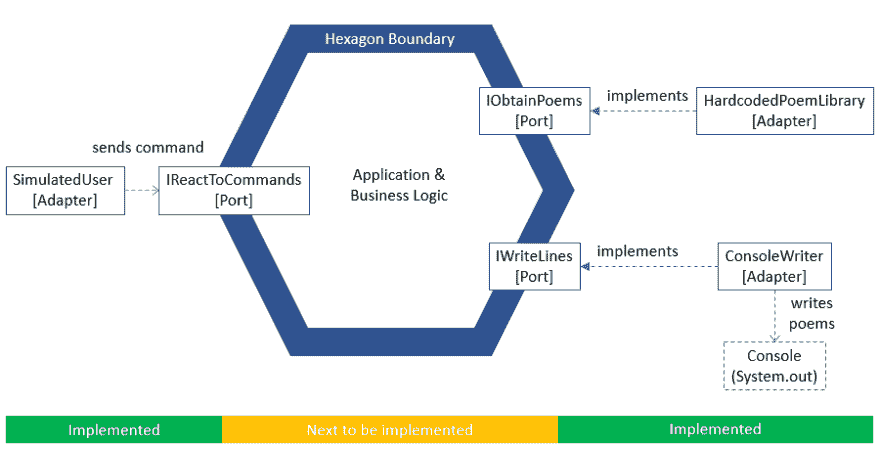 Hexagon Boundary
IObtainPoems
[Port]
implements
HardcodedPoemLibrary
[Adapter]
sends command
SimulatedUser
[Adapter]
IReactToCommands
[Port]
Application &
Business Logic
IWriteLines
[Port]
implements
ConsoleWriter
[Adapter]
writes
poems
Console
(System.out)
Implemented
Next to be implemented
Implemented